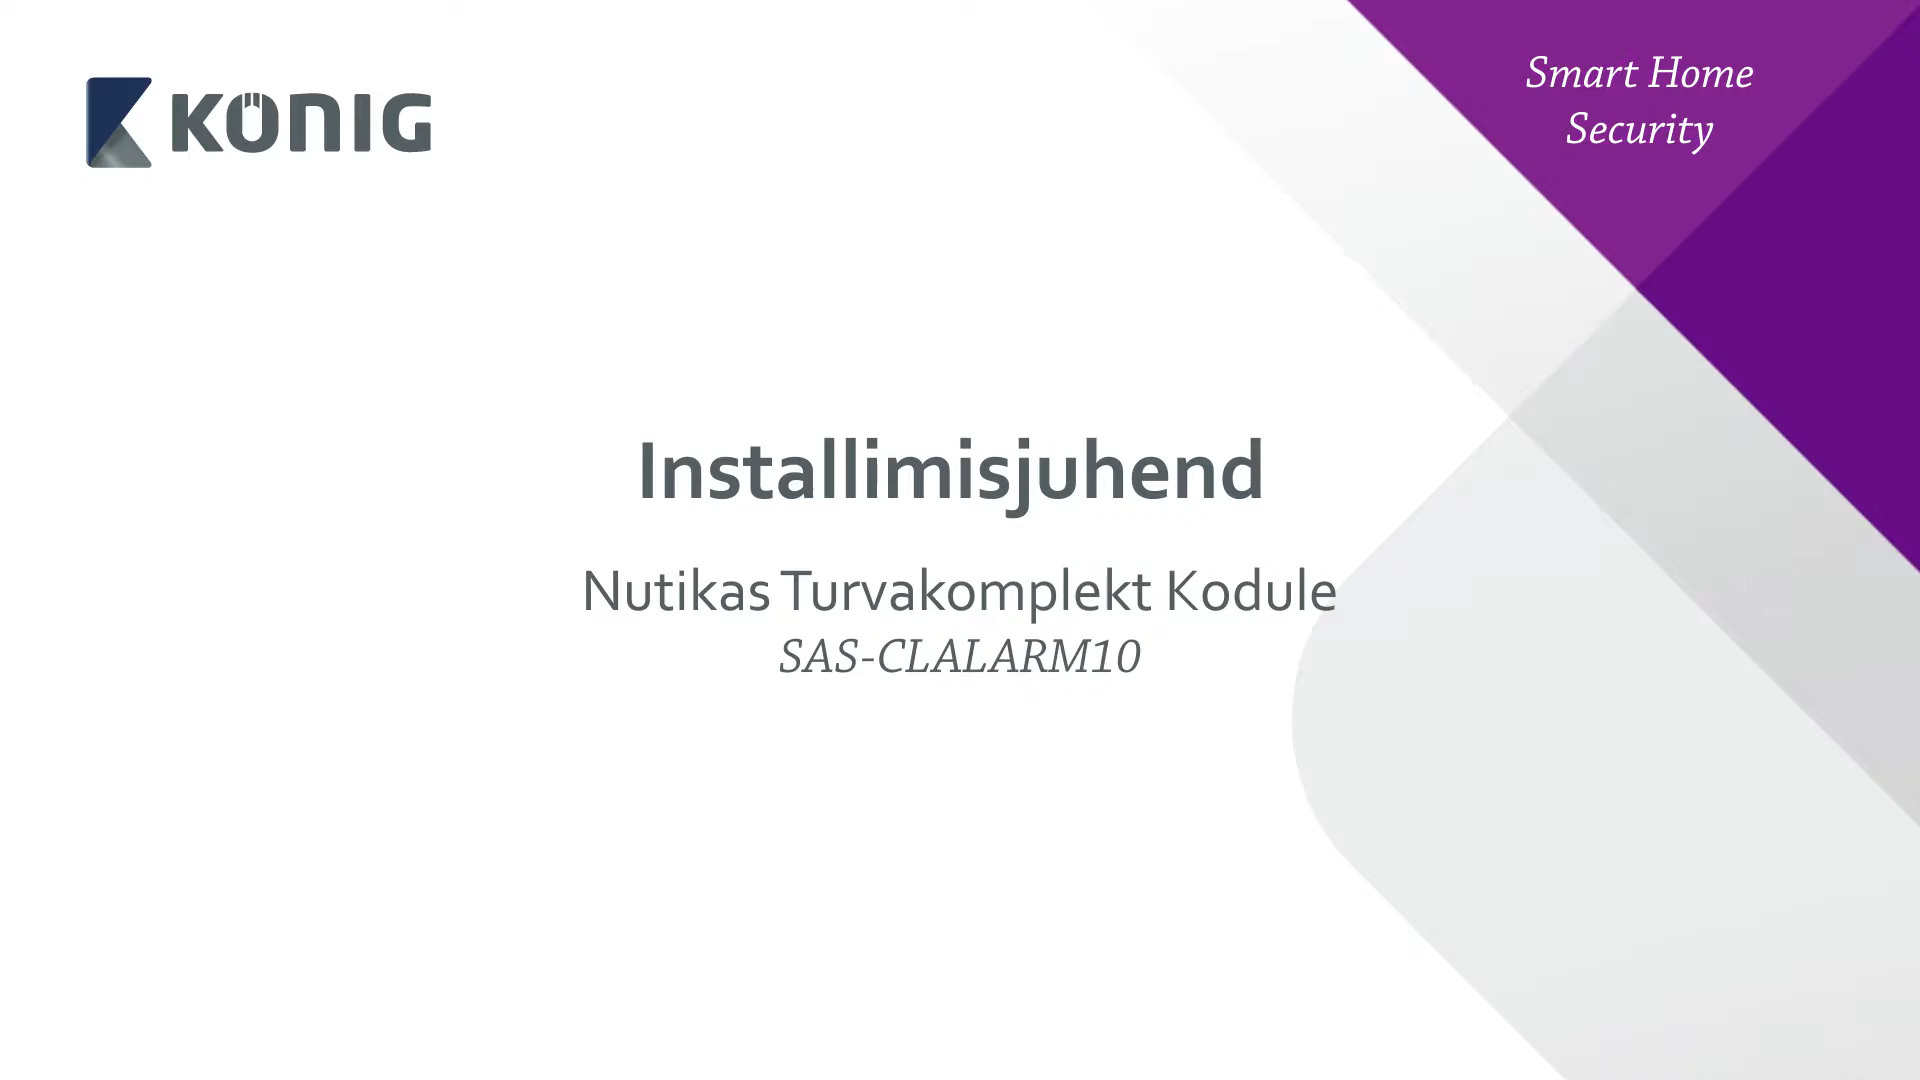 KÖNIG
Smart Home
Security
Installimisjuhend
Nutikas Turvakomplekt Kodule
SAS-CLALARM10